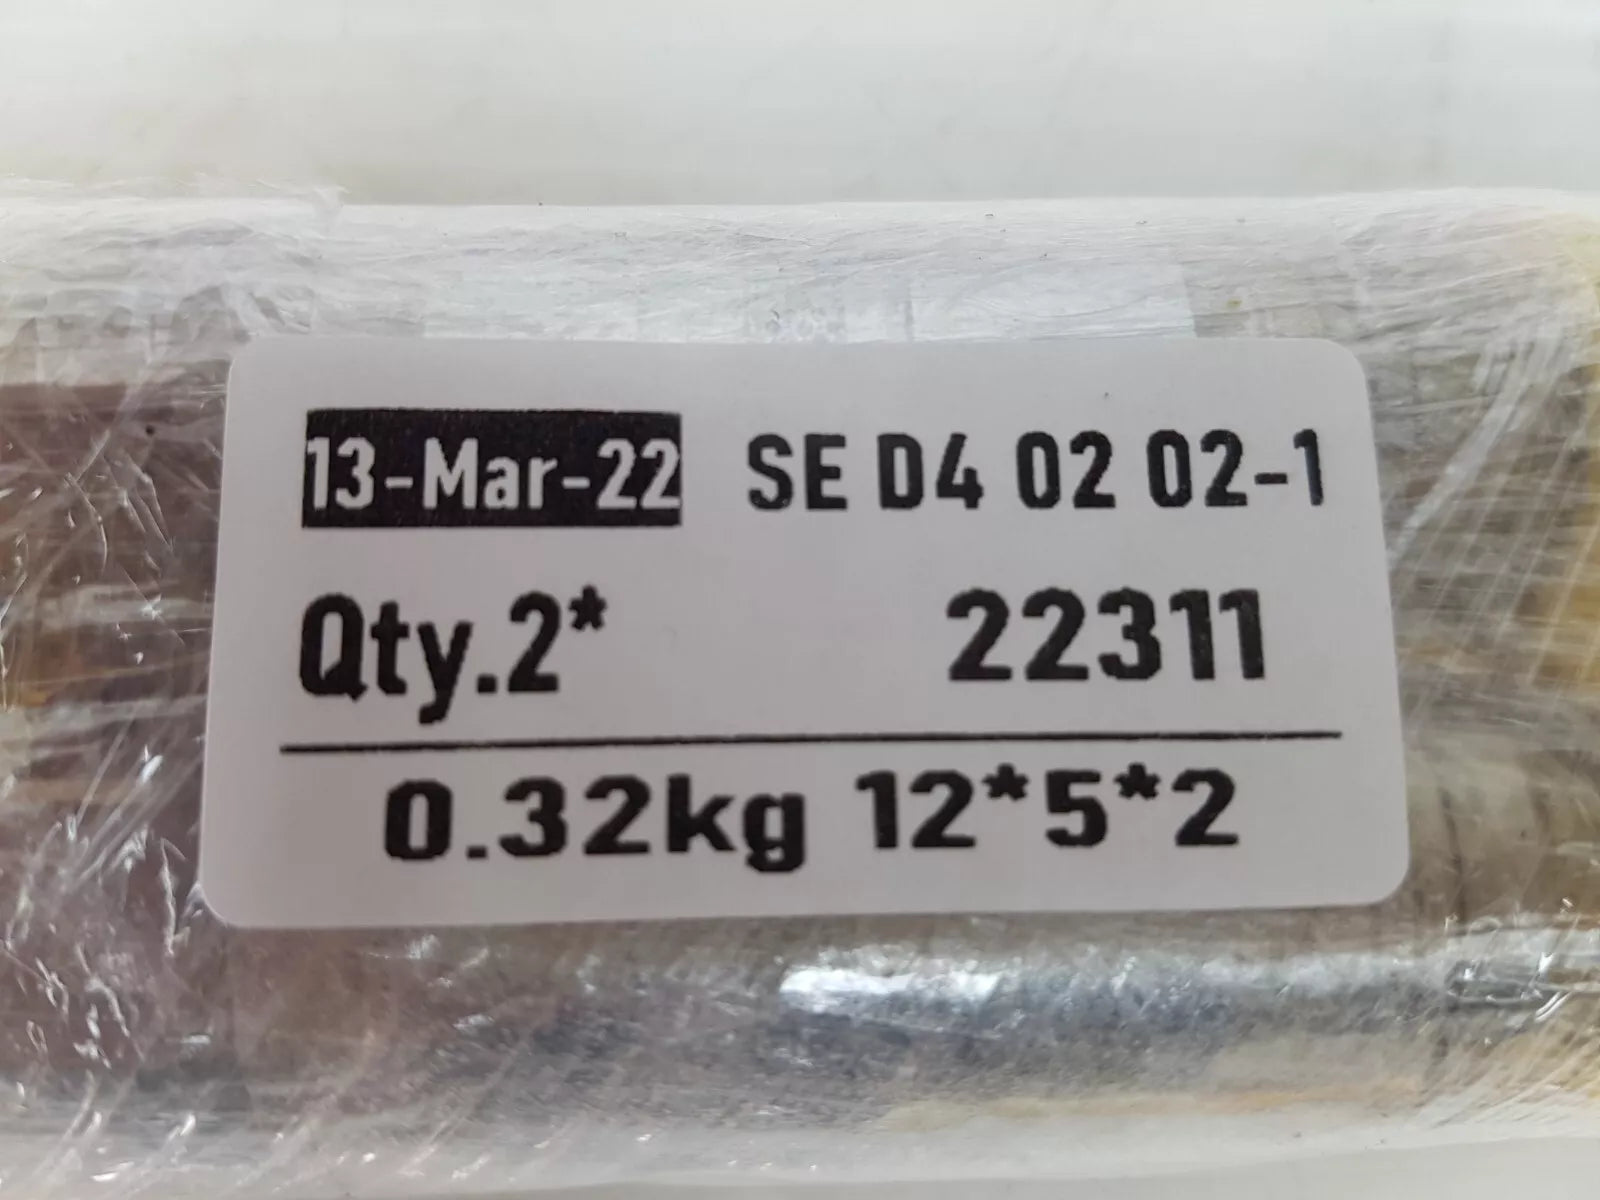 13-Mar-22 SE D4 02 02-1
Qty.2* 22311
0.32kg 12*5*2